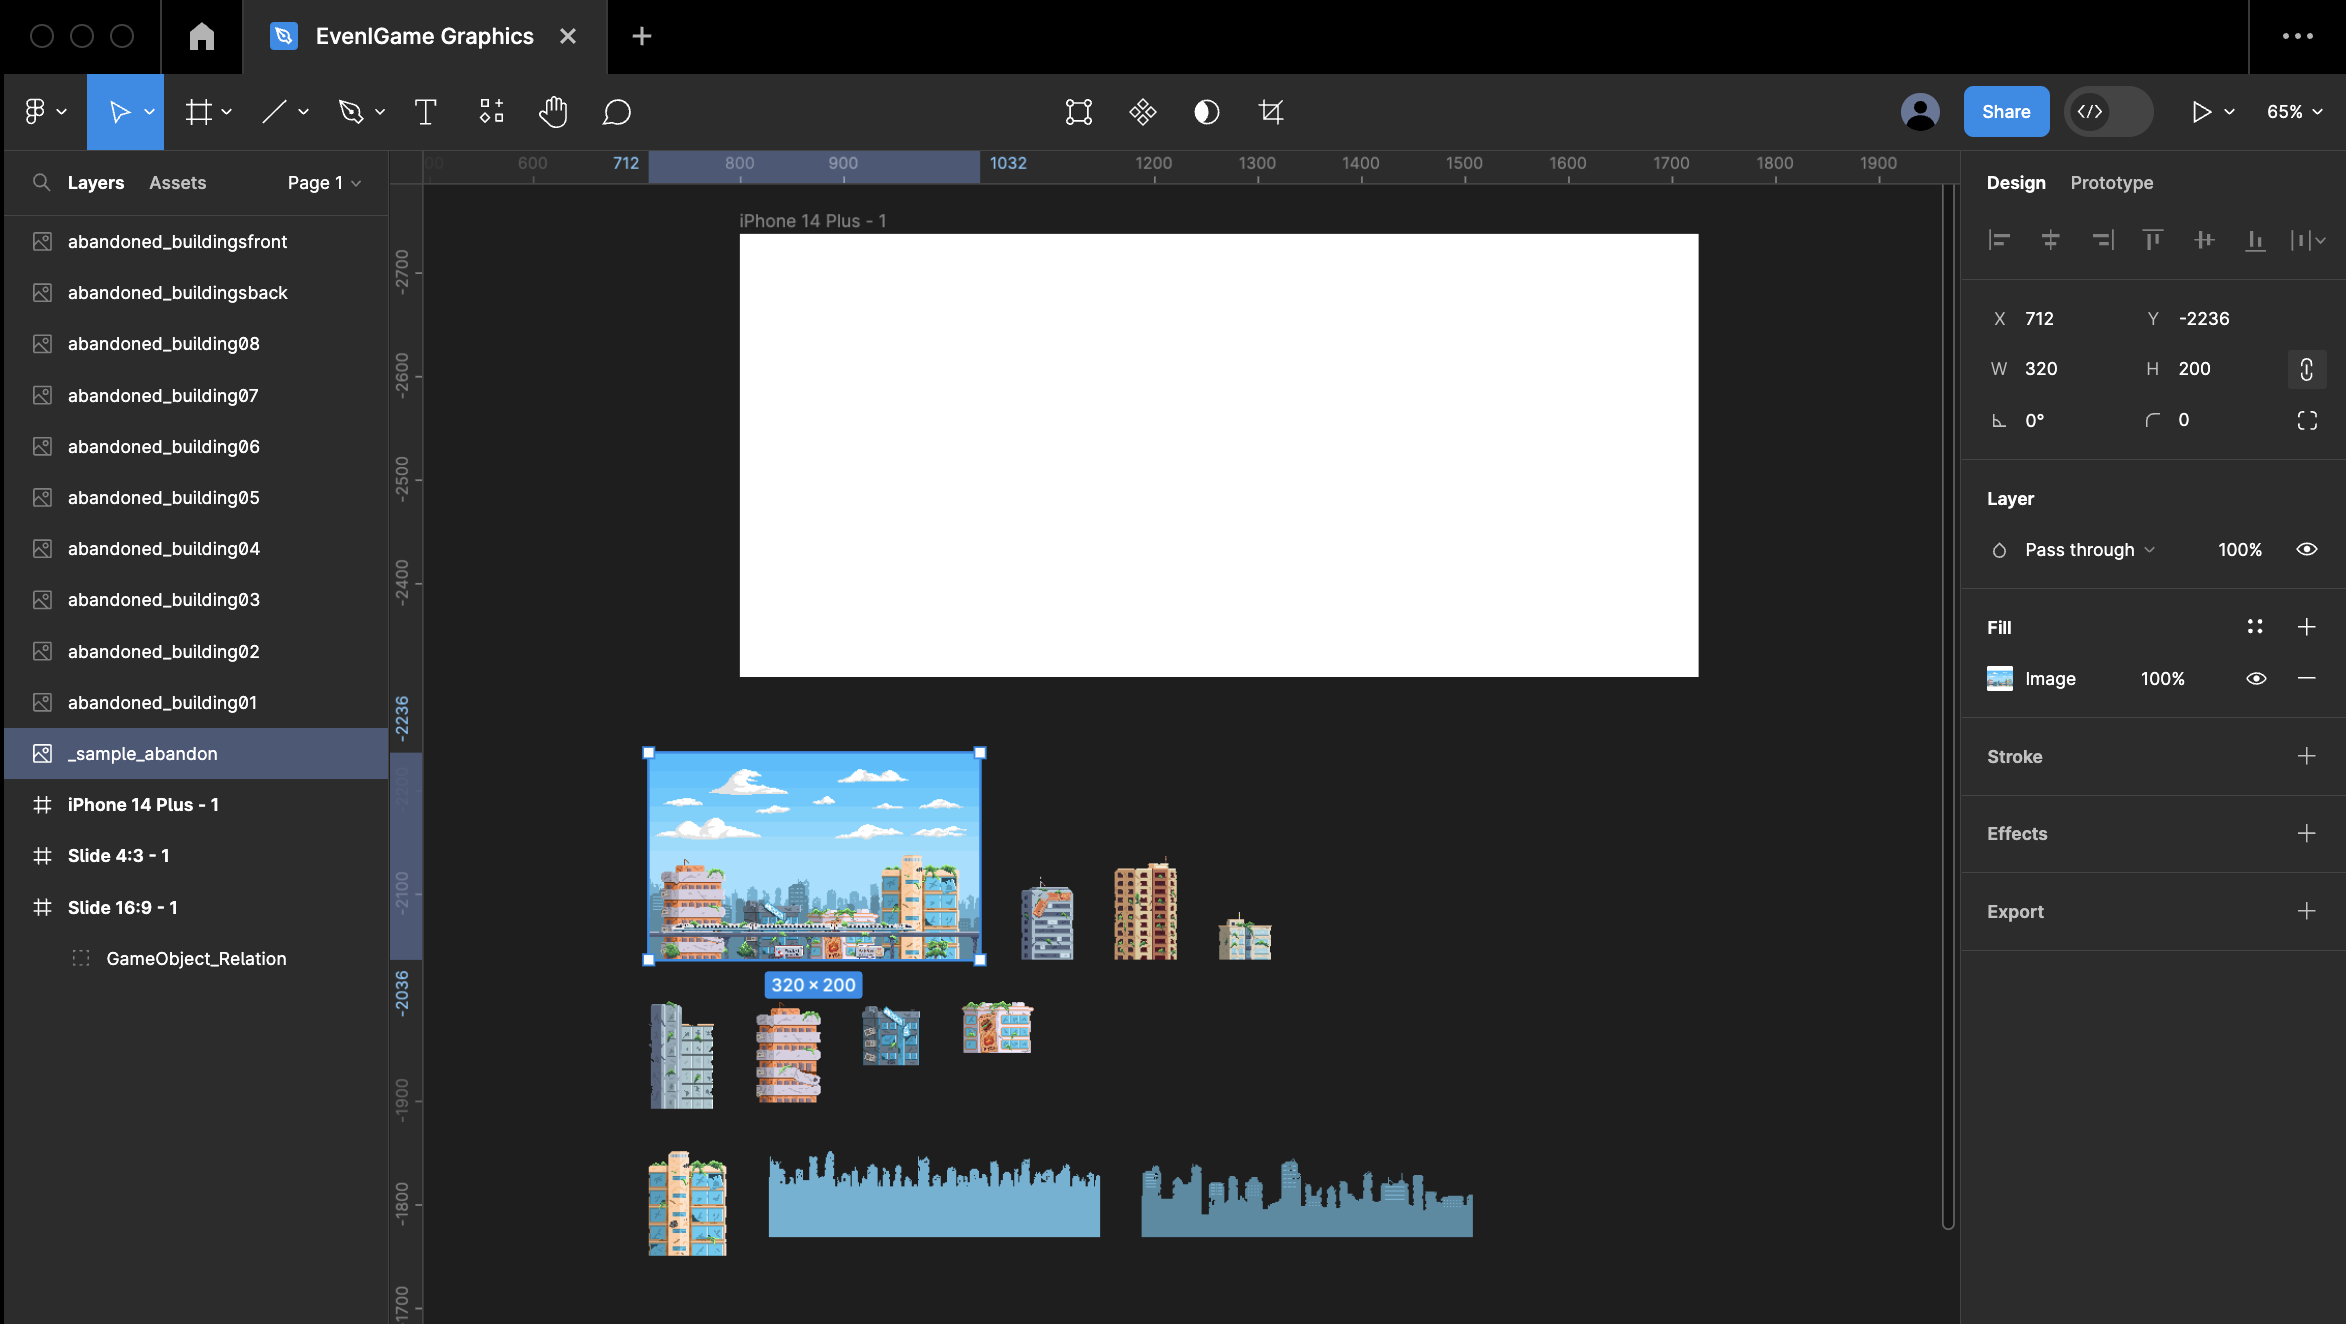 EvenIGame Graphics
Share
65%
Layers Assets Page 1
600 712 800 900 1032 1200 1300 1400 1500 1600 1700 1800 1900
Design Prototype
abandoned_buildingsfront
abandoned_buildingsback
abandoned_building08
abandoned_building07
abandoned_building06
abandoned_building05
abandoned_building04
abandoned_building03
abandoned_building02
abandoned_building01
_sample_abandon
iPhone 14 Plus - 1
Slide 4:3 - 1
Slide 16:9 - 1
GameObject_Relation
-2700
-2600
-2500
-2400
-2236
-2200
-2100
-2036
-1900
-1800
-1700
iPhone 14 Plus - 1
320 × 200
X 712 Y -2236
W 320 H 200
0° 0
Layer
Pass through 100%
Fill
Image 100%
Stroke
Effects
Export